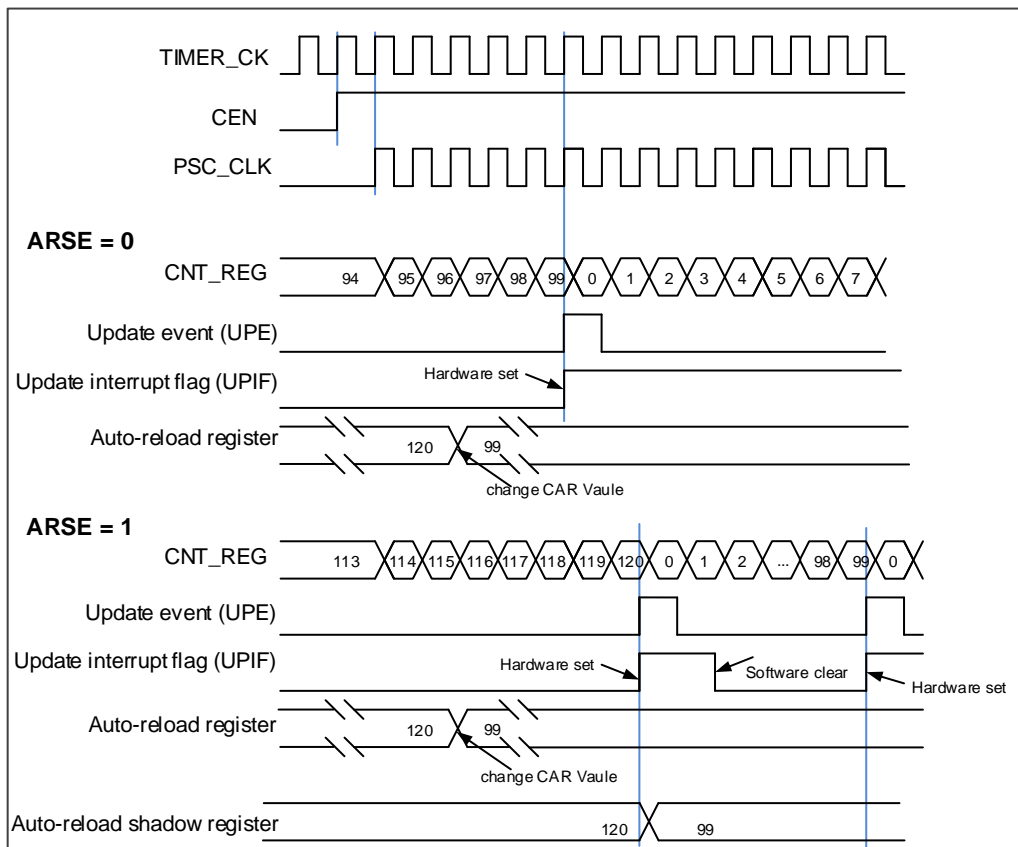 TIMER_CK
CEN
PSC_CLK
ARSE = 0
CNT_REG 94 95 96 97 98 99 0 1 2 3 4 5 6 7
Update event (UPE)
Update interrupt flag (UPIF) Hardware set
Auto-reload register 120 99
change CAR Vaule
ARSE = 1
CNT_REG 113 114 115 116 117 118 119 120 0 1 2 ... 98 99 0
Update event (UPE)
Update interrupt flag (UPIF) Hardware set Software clear Hardware set
Auto-reload register 120 99
change CAR Vaule
Auto-reload shadow register 120 99